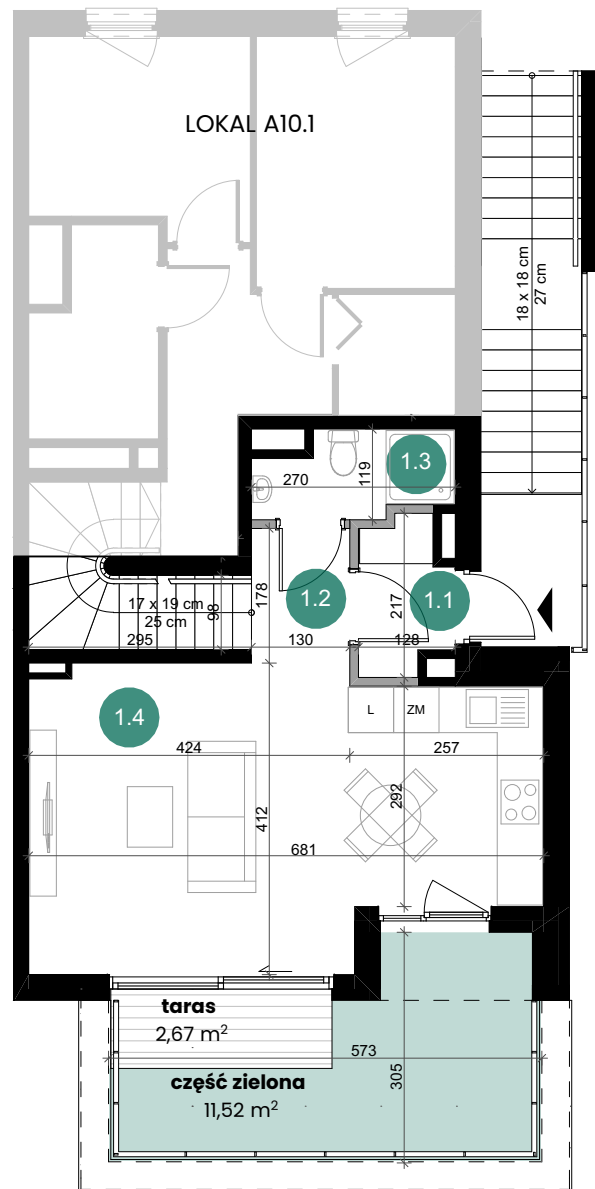 LOKAL A10.1
18 x 18 cm
27 cm
1.3
270
119
1.2
1.1
178
217
17 x 19 cm
25 cm
98
295
130
128
1.4
L
ZM
424
257
292
412
681
taras
2,67 m²
573
305
część zielona
11,52 m²